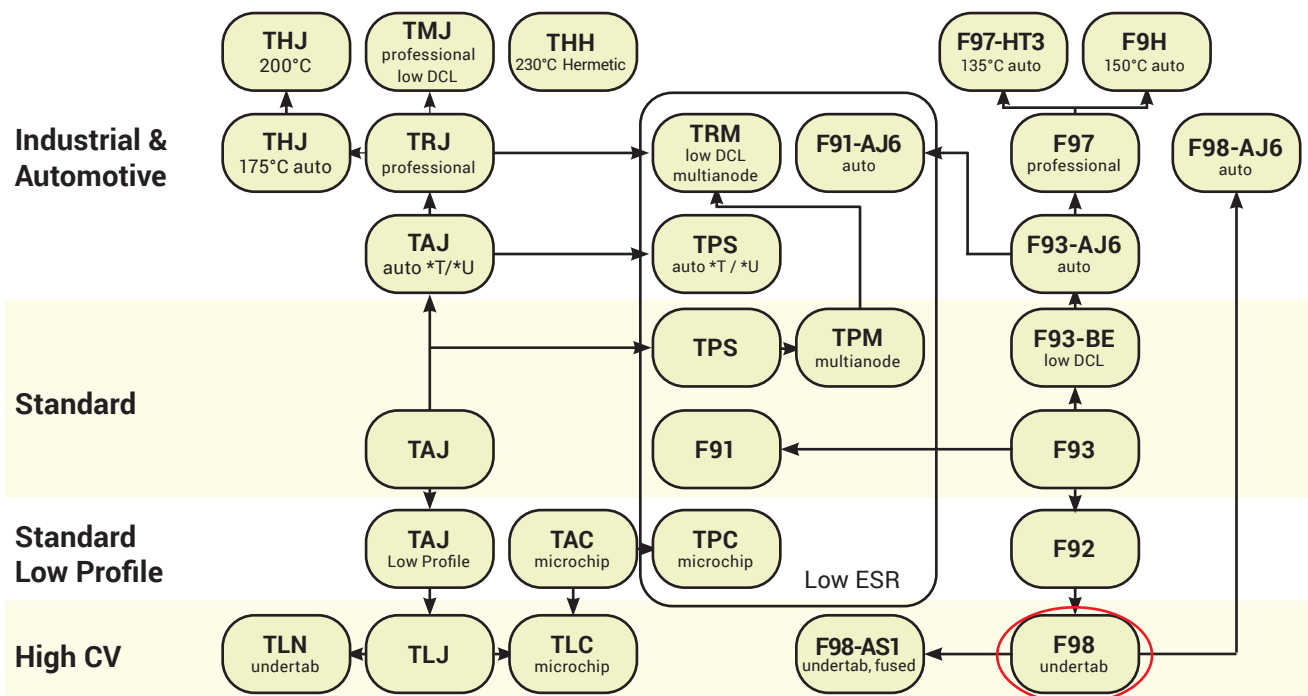 THJ
200°C
TMJ
professional
low DCL
THH
230°C Hermetic
F97-HT3
135°C auto
F9H
150°C auto
Industrial &
Automotive
THJ
175°C auto
TRJ
professional
TRM
low DCL
multianode
F91-AJ6
auto
F97
professional
F98-AJ6
auto
TAJ
auto *T/*U
TPS
auto *T / *U
F93-AJ6
auto
Standard
TPS
TPM
multianode
F93-BE
low DCL
TAJ
F91
F93
Standard
Low Profile
TAJ
Low Profile
TAC
microchip
TPC
microchip
Low ESR
F92
High CV
TLN
undertab
TLJ
TLC
microchip
F98-AS1
undertab, fused
F98
undertab